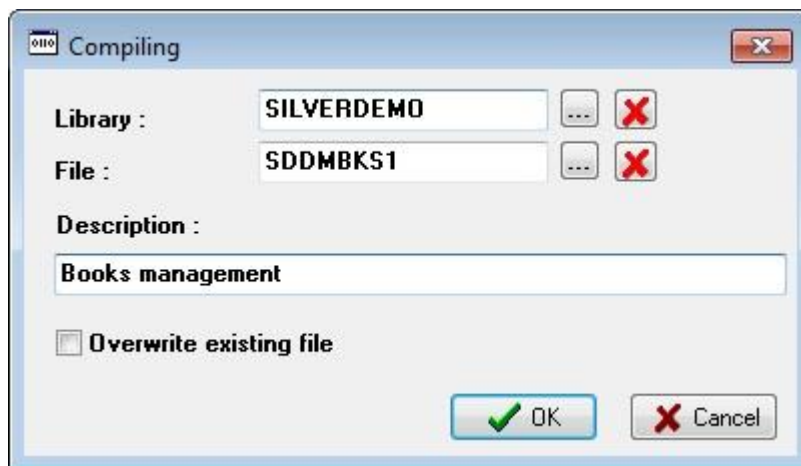 Compiling
Library : SILVERDEMO ...
File : SDDMBKS1 ...
Description :
Books management
Overwrite existing file
OK Cancel